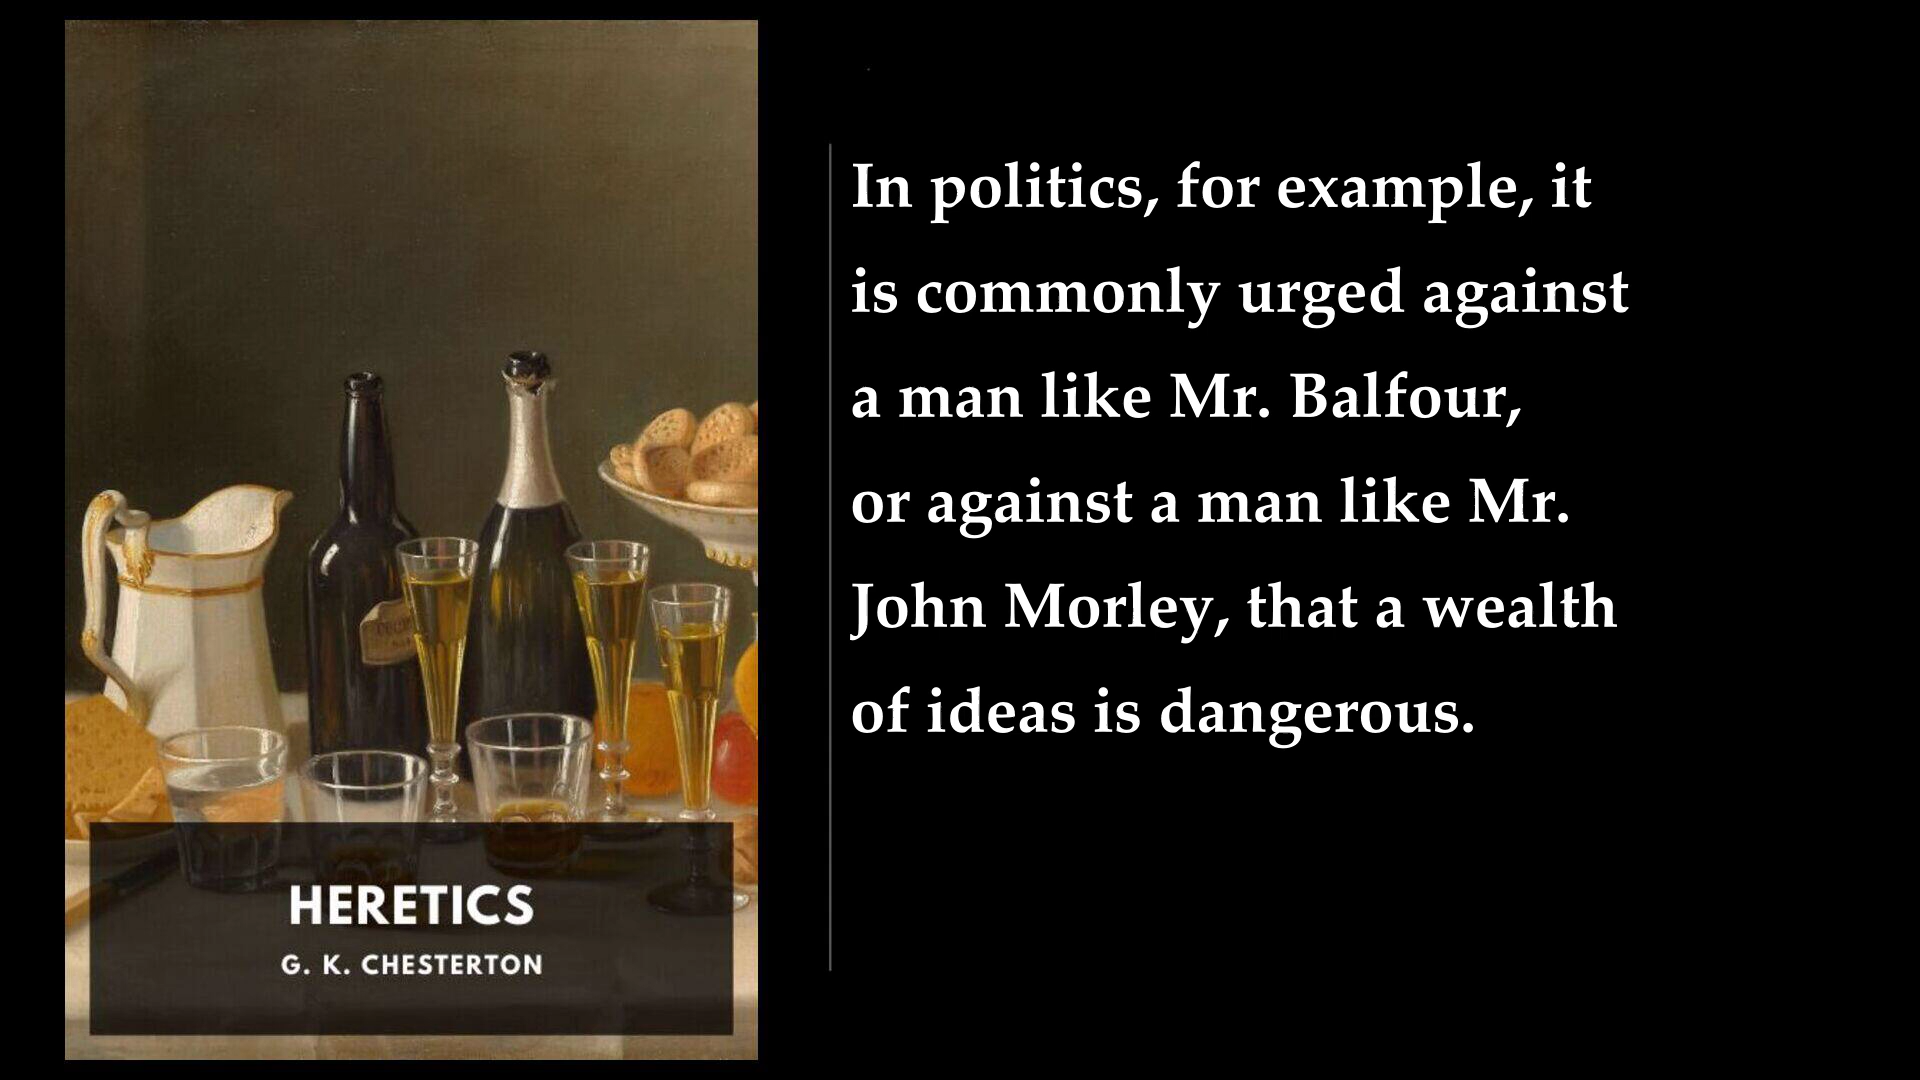 In politics, for example, it
is commonly urged against
a man like Mr. Balfour,
or against a man like Mr.
John Morley, that a wealth
of ideas is dangerous.
HERETICS
G. K. CHESTERTON